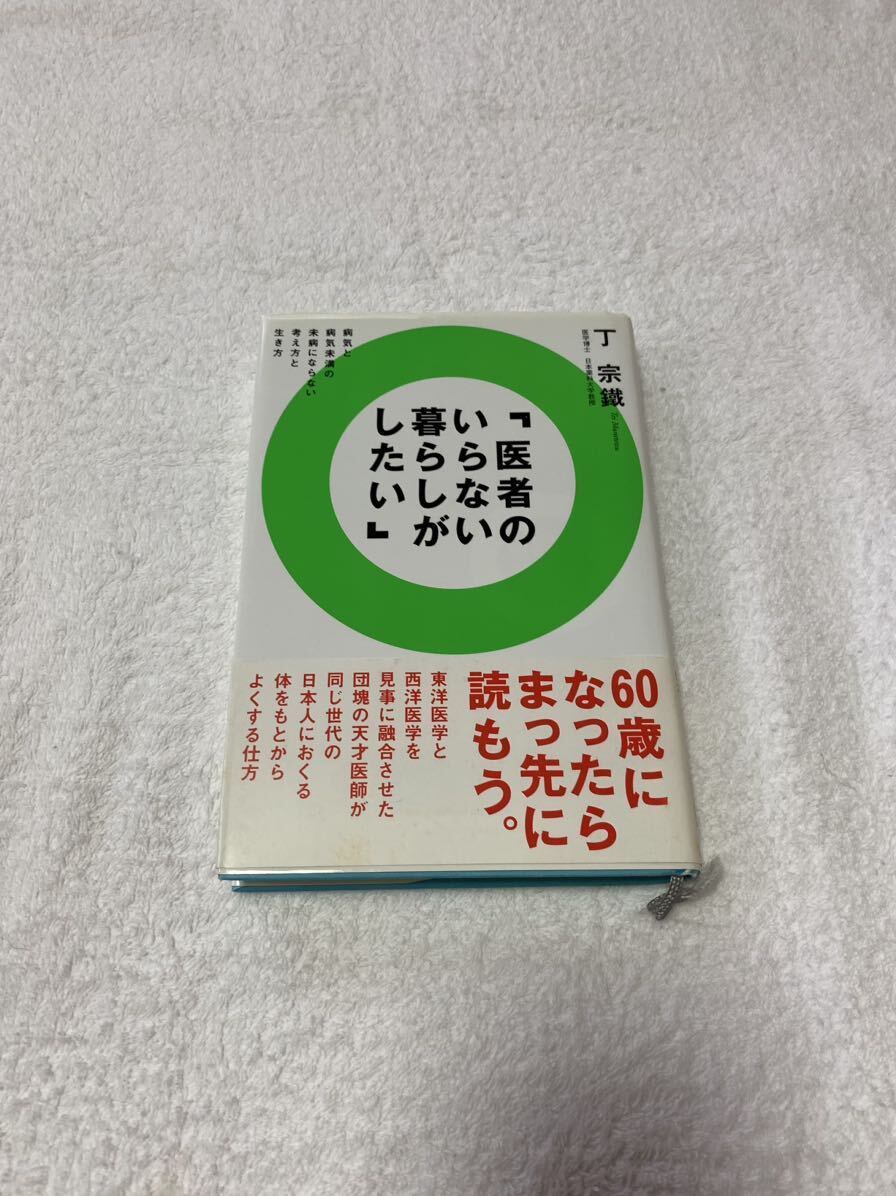 丁 宗鐵
医学博士 日本薬科大学教授
『医者の
いらない
暮らしが
したい』
病気と
病気未満の
未病にならない
考え方と
生き方
60歳に
なったら
まっ先に
読もう。
東洋医学と
西洋医学を
見事に融合させた
団塊の天才医師が
同じ世代の
日本人におくる
体をもとから
よくする仕方